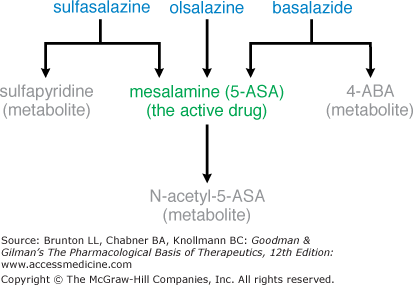 sulfasalazine olsalazine basalazide
sulfapyridine mesalamine (5-ASA) 4-ABA
(metabolite) (the active drug) (metabolite)
N-acetyl-5-ASA
(metabolite)
Source: Brunton LL, Chabner BA, Knollmann BC: Goodman &
Gilman's The Pharmacological Basis of Therapeutics, 12th Edition:
www.accessmedicine.com
Copyright © The McGraw-Hill Companies, Inc. All rights reserved.